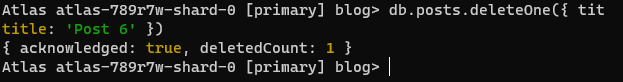 Atlas atlas-789r7w-shard-0 [primary] blog> db.posts.deleteOne({ tit
title: 'Post 6' })
{ acknowledged: true, deletedCount: 1 }
Atlas atlas-789r7w-shard-0 [primary] blog>